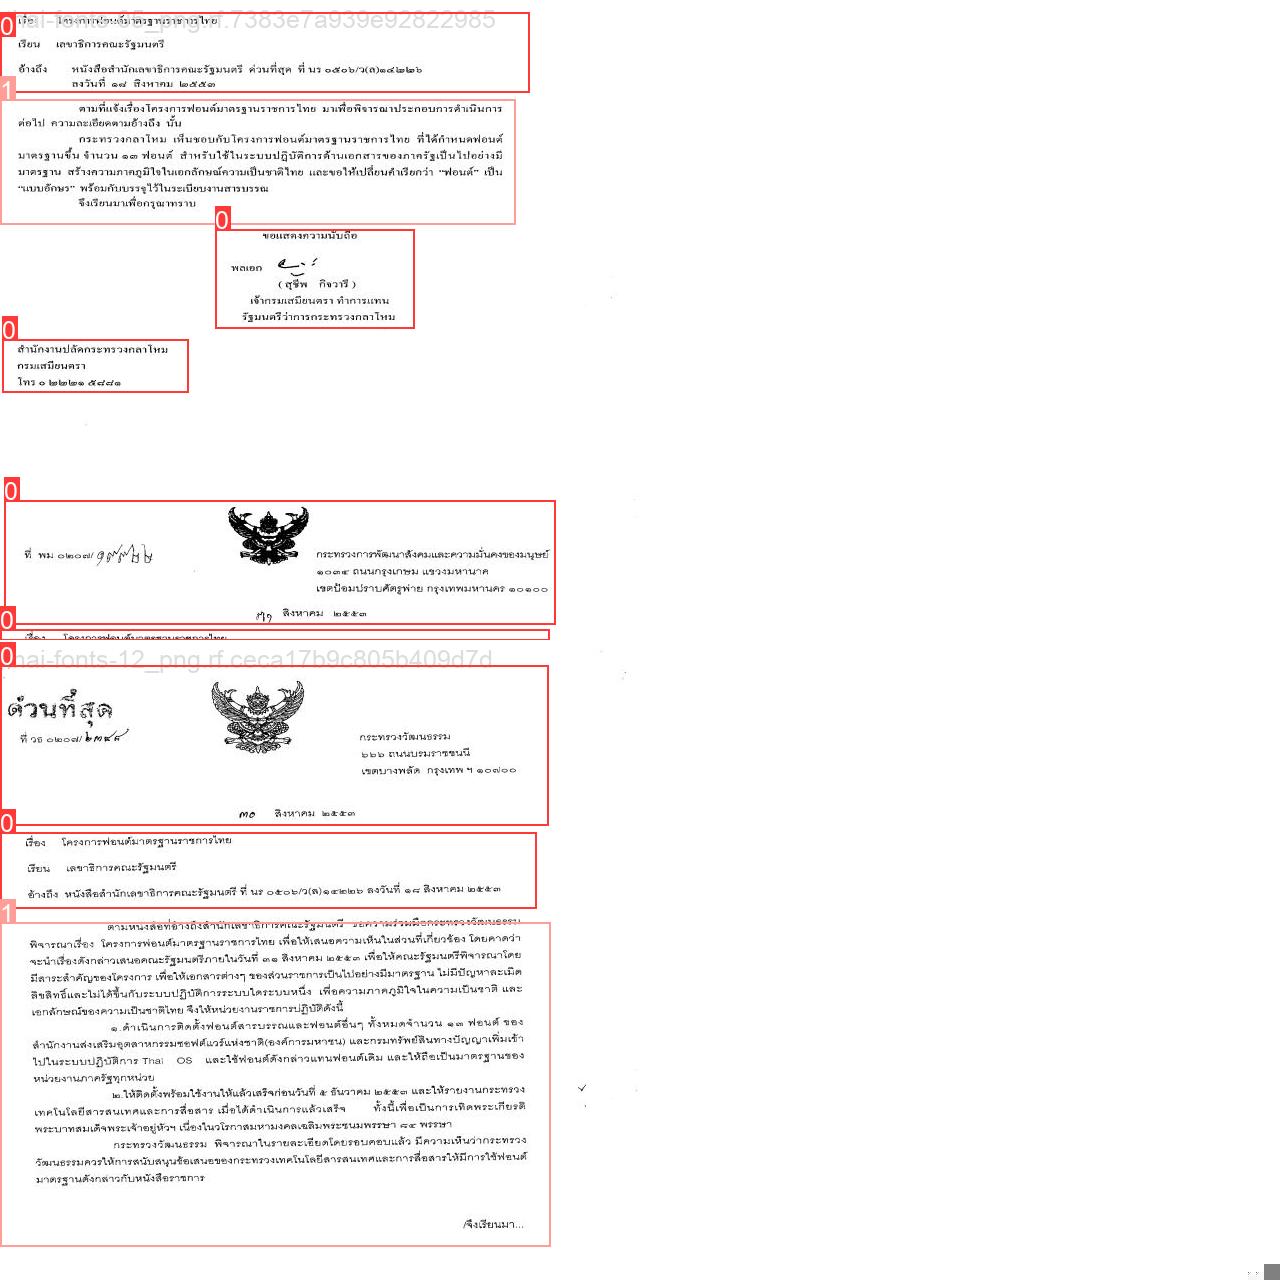 hai-fonts-05_png.rf.7383e7a939e92822985
0
เรื่อง โครงการฟอนต์มาตรฐานราชการไทย
เรียน เลขาธิการคณะรัฐมนตรี
อ้างถึง หนังสือสำนักเลขาธิการคณะรัฐมนตรี ด่วนที่สุด ที่ นร ๐๕๐๖/ว(ล)๑๔๒๒๖
ลงวันที่ ๑๘ สิงหาคม ๒๕๕๓
1
ตามที่แจ้งเรื่องโครงการฟอนต์มาตรฐานราชการไทย มาเพื่อพิจารณาประกอบการดำเนินการ
ต่อไป ความละเอียดตามอ้างถึง นั้น
กระทรวงกลาโหม เห็นชอบกับโครงการฟอนต์มาตรฐานราชการไทย ที่ได้กำหนดฟอนต์
มาตรฐานขึ้น จำนวน ๑๓ ฟอนต์ สำหรับใช้ในระบบปฏิบัติการด้านเอกสารของภาครัฐเป็นไปอย่างมี
มาตรฐาน สร้างความภาคภูมิใจในเอกลักษณ์ความเป็นชาติไทย และขอให้เปลี่ยนคำเรียกว่า “ฟอนต์” เป็น
“แบบอักษร” พร้อมกับบรรจุไว้ในระเบียบงานสารบรรณ
จึงเรียนมาเพื่อกรุณาทราบ
0
ขอแสดงความนับถือ
พลเอก
( สุชีพ กิจวารี )
เจ้ากรมเสมียนตรา ทำการแทน
รัฐมนตรีว่าการกระทรวงกลาโหม
0
สำนักงานปลัดกระทรวงกลาโหม
กรมเสมียนตรา
โทร ๐ ๒๒๒๑ ๕๘๘๑
0
ที่ พม ๐๒๐๗/
กระทรวงการพัฒนาสังคมและความมั่นคงของมนุษย์
๑๐๓๔ ถนนกรุงเกษม แขวงมหานาค
เขตป้อมปราบศัตรูพ่าย กรุงเทพมหานคร ๑๐๑๐๐
๓๑ สิงหาคม ๒๕๕๓
0
เรื่อง โครงการฟอนต์มาตรฐานราชการไทย
hai-fonts-12_png.rf.ceca17b9c805b409d7d
0
ด่วนที่สุด
ที่ วธ ๐๒๐๗/๒๓๔๘
กระทรวงวัฒนธรรม
๖๖๖ ถนนบรมราชชนนี
เขตบางพลัด กรุงเทพ ฯ ๑๐๗๐๐
๓๐ สิงหาคม ๒๕๕๓
0
เรื่อง โครงการฟอนต์มาตรฐานราชการไทย
เรียน เลขาธิการคณะรัฐมนตรี
อ้างถึง หนังสือสำนักเลขาธิการคณะรัฐมนตรี ที่ นร ๐๕๐๖/ว(ล)๑๔๒๒๖ ลงวันที่ ๑๘ สิงหาคม ๒๕๕๓
1
ตามหนังสือที่อ้างถึงสำนักเลขาธิการคณะรัฐมนตรี ขอความร่วมมือกระทรวงวัฒนธรรม
พิจารณาเรื่อง โครงการฟอนต์มาตรฐานราชการไทย เพื่อให้เสนอความเห็นในส่วนที่เกี่ยวข้อง โดยคาดว่า
จะนำเรื่องดังกล่าวเสนอคณะรัฐมนตรีภายในวันที่ ๓๑ สิงหาคม ๒๕๕๓ เพื่อให้คณะรัฐมนตรีพิจารณาโดย
มีสาระสำคัญของโครงการ เพื่อให้เอกสารต่างๆ ของส่วนราชการเป็นไปอย่างมีมาตรฐาน ไม่มีปัญหาละเมิด
ลิขสิทธิ์และไม่ได้ขึ้นกับระบบปฏิบัติการระบบใดระบบหนึ่ง เพื่อความภาคภูมิใจในความเป็นชาติ และ
เอกลักษณ์ของความเป็นชาติไทย จึงให้หน่วยงานราชการปฏิบัติดังนี้
๑.ดำเนินการติดตั้งฟอนต์สารบรรณและฟอนต์อื่นๆ ทั้งหมดจำนวน ๑๓ ฟอนต์ ของ
สำนักงานส่งเสริมอุตสาหกรรมซอฟต์แวร์แห่งชาติ(องค์การมหาชน) และกรมทรัพย์สินทางปัญญาเพิ่มเข้า
ไปในระบบปฏิบัติการ Thai OS และใช้ฟอนต์ดังกล่าวแทนฟอนต์เดิม และให้ถือเป็นมาตรฐานของ
หน่วยงานภาครัฐทุกหน่วย
๒.ให้ติดตั้งพร้อมใช้งานให้แล้วเสร็จก่อนวันที่ ๕ ธันวาคม ๒๕๕๓ และให้รายงานกระทรวง
เทคโนโลยีสารสนเทศและการสื่อสาร เมื่อได้ดำเนินการแล้วเสร็จ ทั้งนี้เพื่อเป็นการเทิดพระเกียรติ
พระบาทสมเด็จพระเจ้าอยู่หัวฯ เนื่องในวโรกาสมหามงคลเฉลิมพระชนมพรรษา ๘๔ พรรษา
กระทรวงวัฒนธรรม พิจารณาในรายละเอียดโดยรอบคอบแล้ว มีความเห็นว่ากระทรวง
วัฒนธรรมควรให้การสนับสนุนข้อเสนอของกระทรวงเทคโนโลยีสารสนเทศและการสื่อสารให้มีการใช้ฟอนต์
มาตรฐานดังกล่าวกับหนังสือราชการ
/จึงเรียนมา...